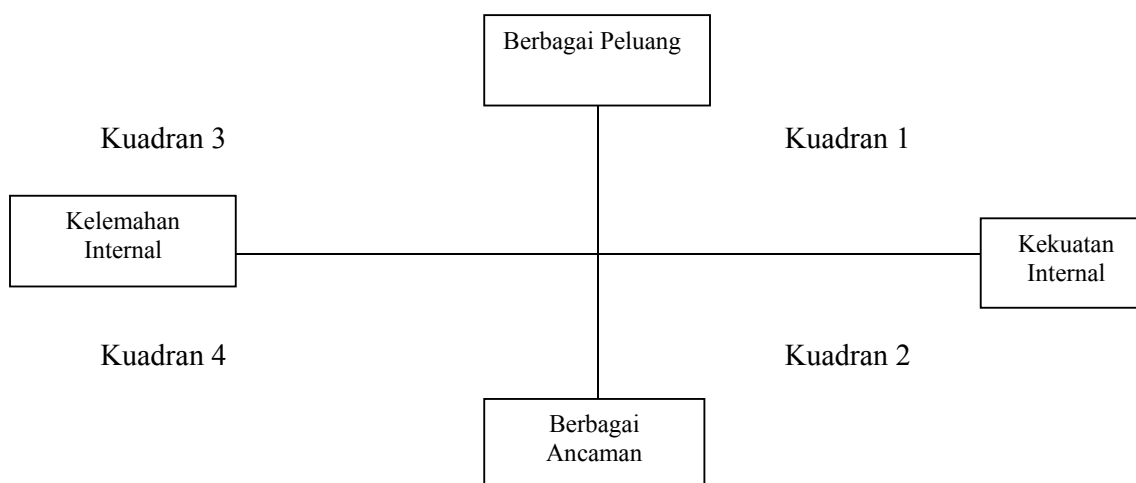 Berbagai Peluang
Kuadran 3
Kuadran 1
Kelemahan
Internal
Kekuatan
Internal
Kuadran 4
Kuadran 2
Berbagai
Ancaman